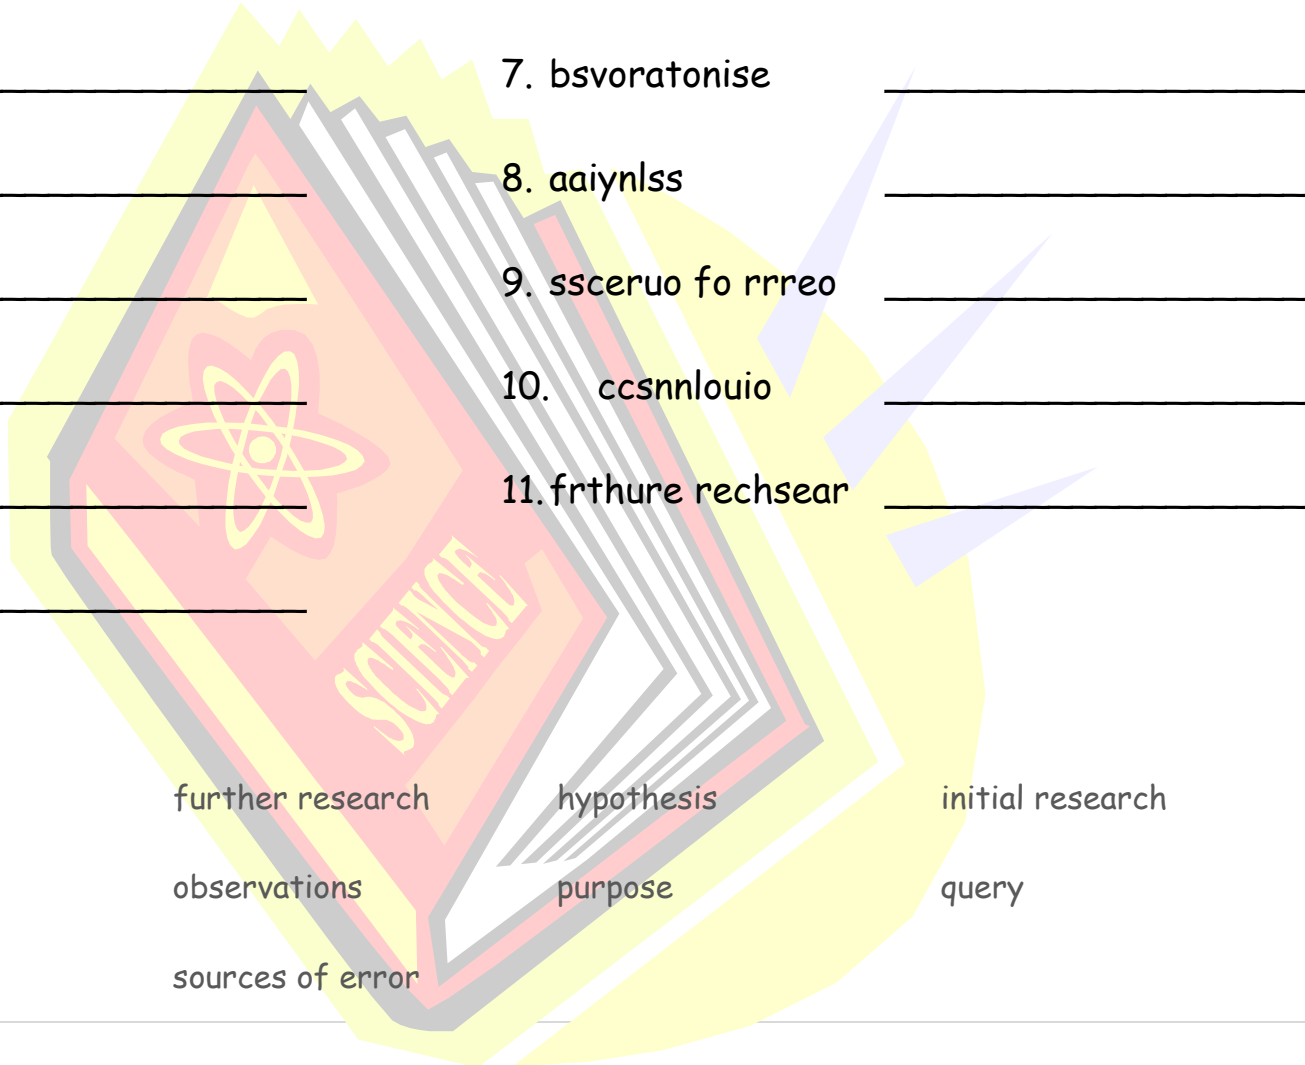 7. bsvoratonise
8. aaiynlss
9. ssceruo fo rrreo
10. ccsnnlouio
11. frthure rechsear
SCIENCE
further research hypothesis initial research
observations purpose query
sources of error